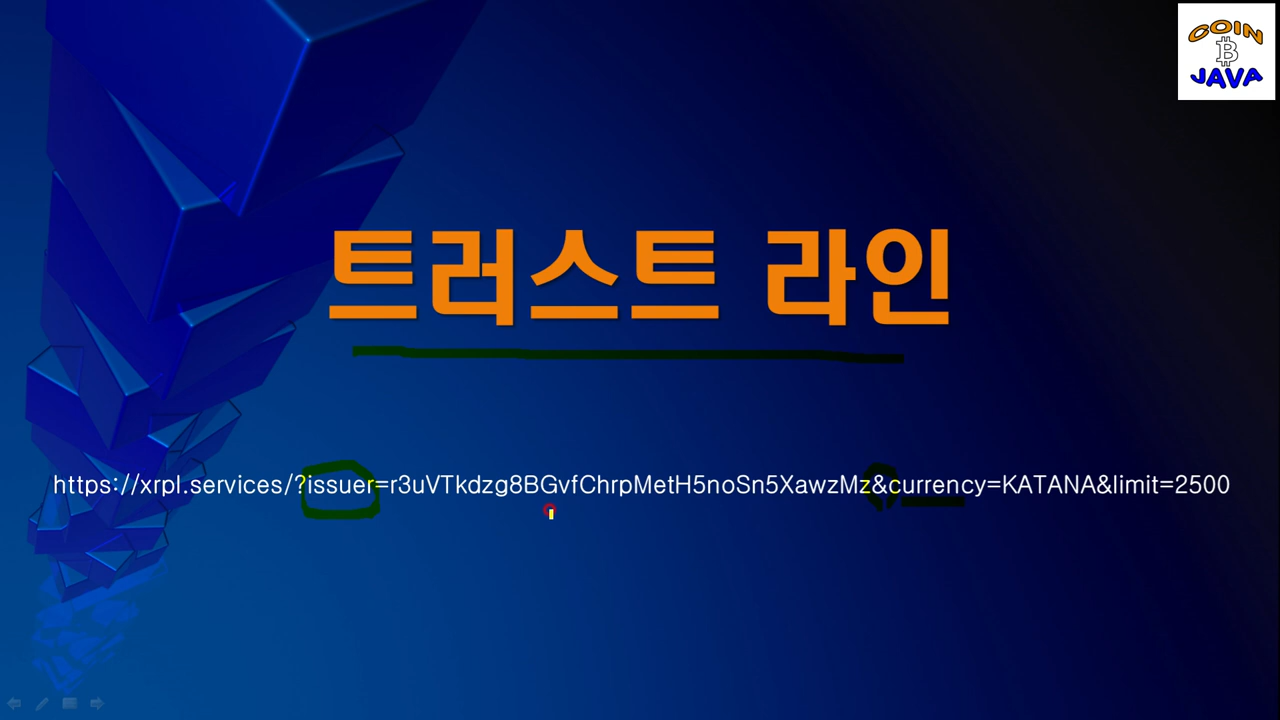 COIN
B
JAVA
트러스트 라인
https://xrpl.services/?issuer=r3uVTkdzg8BGvfChrpMetH5noSn5XawzMz&currency=KATANA&limit=2500